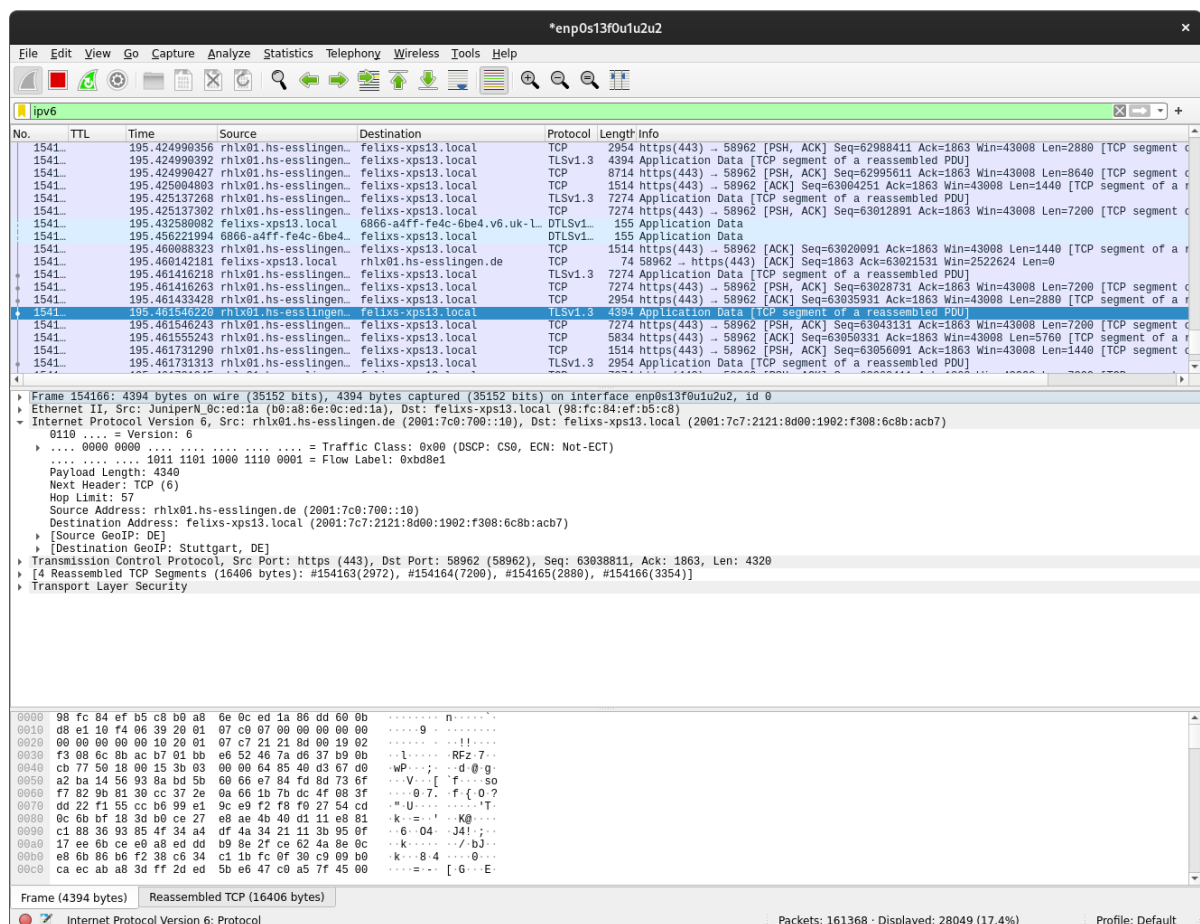 *enp0s13f0u1u2u2
File Edit View Go Capture Analyze Statistics Telephony Wireless Tools Help
ipv6
No. TTL Time Source Destination Protocol Length Info
1541… 195.424990356 rhlx01.hs-esslingen… felixs-xps13.local TCP 2954 https(443) → 58962 [PSH, ACK] Seq=62988411 Ack=1863 Win=43008 Len=2880 [TCP segment
1541… 195.424990392 rhlx01.hs-esslingen… felixs-xps13.local TLSv1.3 4394 Application Data [TCP segment of a reassembled PDU]
1541… 195.424990427 rhlx01.hs-esslingen… felixs-xps13.local TCP 8714 https(443) → 58962 [PSH, ACK] Seq=62995611 Ack=1863 Win=43008 Len=8640 [TCP segment
1541… 195.425004803 rhlx01.hs-esslingen… felixs-xps13.local TCP 1514 https(443) → 58962 [ACK] Seq=63004251 Ack=1863 Win=43008 Len=1440 [TCP segment of a
1541… 195.425137268 rhlx01.hs-esslingen… felixs-xps13.local TLSv1.3 7274 Application Data [TCP segment of a reassembled PDU]
1541… 195.425137302 rhlx01.hs-esslingen… felixs-xps13.local TCP 7274 https(443) → 58962 [PSH, ACK] Seq=63012891 Ack=1863 Win=43008 Len=7200 [TCP segment
1541… 195.432580082 felixs-xps13.local 6866-a4ff-fe4c-6be4.v6.uk-l… DTLSv1… 155 Application Data
1541… 195.456221994 6866-a4ff-fe4c-6be4… felixs-xps13.local DTLSv1… 155 Application Data
1541… 195.460088323 rhlx01.hs-esslingen… felixs-xps13.local TCP 1514 https(443) → 58962 [ACK] Seq=63020091 Ack=1863 Win=43008 Len=1440 [TCP segment of a
1541… 195.460142181 felixs-xps13.local rhlx01.hs-esslingen.de TCP 74 58962 → https(443) [ACK] Seq=1863 Ack=63021531 Win=2522624 Len=0
1541… 195.461416218 rhlx01.hs-esslingen… felixs-xps13.local TLSv1.3 7274 Application Data [TCP segment of a reassembled PDU]
1541… 195.461416263 rhlx01.hs-esslingen… felixs-xps13.local TCP 7274 https(443) → 58962 [PSH, ACK] Seq=63028731 Ack=1863 Win=43008 Len=7200 [TCP segment
1541… 195.461433428 rhlx01.hs-esslingen… felixs-xps13.local TCP 2954 https(443) → 58962 [ACK] Seq=63035931 Ack=1863 Win=43008 Len=2880 [TCP segment of a
1541… 195.461546220 rhlx01.hs-esslingen… felixs-xps13.local TLSv1.3 4394 Application Data [TCP segment of a reassembled PDU]
1541… 195.461546243 rhlx01.hs-esslingen… felixs-xps13.local TCP 7274 https(443) → 58962 [PSH, ACK] Seq=63043131 Ack=1863 Win=43008 Len=7200 [TCP segment
1541… 195.461555243 rhlx01.hs-esslingen… felixs-xps13.local TCP 5834 https(443) → 58962 [ACK] Seq=63050331 Ack=1863 Win=43008 Len=5760 [TCP segment of a
1541… 195.461731290 rhlx01.hs-esslingen… felixs-xps13.local TCP 1514 https(443) → 58962 [PSH, ACK] Seq=63056091 Ack=1863 Win=43008 Len=1440 [TCP segment
1541… 195.461731313 rhlx01.hs-esslingen… felixs-xps13.local TLSv1.3 2954 Application Data [TCP segment of a reassembled PDU]
Frame 154166: 4394 bytes on wire (35152 bits), 4394 bytes captured (35152 bits) on interface enp0s13f0u1u2u2, id 0
Ethernet II, Src: JuniperN_0c:ed:1a (b0:a8:6e:0c:ed:1a), Dst: felixs-xps13.local (98:fc:84:ef:b5:c8)
Internet Protocol Version 6, Src: rhlx01.hs-esslingen.de (2001:7c0:700::10), Dst: felixs-xps13.local (2001:7c7:2121:8d00:1902:f308:6c8b:acb7)
0110 .... = Version: 6
.... 0000 0000 .... .... .... .... .... = Traffic Class: 0x00 (DSCP: CS0, ECN: Not-ECT)
.... .... .... 1011 1101 1000 1110 0001 = Flow Label: 0xbd8e1
Payload Length: 4340
Next Header: TCP (6)
Hop Limit: 57
Source Address: rhlx01.hs-esslingen.de (2001:7c0:700::10)
Destination Address: felixs-xps13.local (2001:7c7:2121:8d00:1902:f308:6c8b:acb7)
[Source GeoIP: DE]
[Destination GeoIP: Stuttgart, DE]
Transmission Control Protocol, Src Port: https (443), Dst Port: 58962 (58962), Seq: 63038811, Ack: 1863, Len: 4320
[4 Reassembled TCP Segments (16406 bytes): #154163(2972), #154164(7200), #154165(2880), #154166(3354)]
Transport Layer Security
0000 98 fc 84 ef b5 c8 b0 a8 6e 0c ed 1a 86 dd 60 0b ········ n·····`·
0010 d8 e1 10 f4 06 39 20 01 07 c0 07 00 00 00 00 00 ·····9 · ········
0020 00 00 00 00 00 10 20 01 07 c7 21 21 8d 00 19 02 ······ · ··!!····
0030 f3 08 6c 8b ac b7 01 bb e6 52 46 7a d6 37 b9 0b ··l····· ·RFz·7··
0040 cb 77 50 18 00 15 3b 03 00 00 64 85 40 d3 67 d0 ·wP···;· ··d·@·g·
0050 a2 ba 14 56 93 8a bd 5b 60 66 e7 84 fd 8d 73 6f ···V···[ `f····so
0060 f7 82 9b 81 30 cc 37 2e 0a 66 1b 7b dc 4f 08 3f ····0·7. ·f·{·O·?
0070 dd 22 f1 55 cc b6 99 e1 9c e9 f2 f8 f0 27 54 cd ·"·U···· ·····'T·
0080 0c 6b bf 18 3d b0 ce 27 e8 ae 4b 40 d1 11 e8 81 ·k··=··' ··K@····
0090 c1 88 36 93 85 4f 34 a4 df 4a 34 21 11 3b 95 0f ··6··O4· ·J4!·;··
00a0 17 ee 6b ce e0 a8 ed dd b9 8e 2f ce 62 4a 8e 0c ··k····· ··/·bJ··
00b0 e8 6b 86 b6 f2 38 c6 34 c1 1b fc 0f 30 c9 09 b0 ·k···8·4 ····0···
00c0 ca ec ab a8 3d ff 2d ed 5b e6 47 c0 a5 7f 45 00 ····=·-· [·G···E·
Frame (4394 bytes) Reassembled TCP (16406 bytes)
Internet Protocol Version 6: Protocol Packets: 161368 · Displayed: 28049 (17.4%) Profile: Default